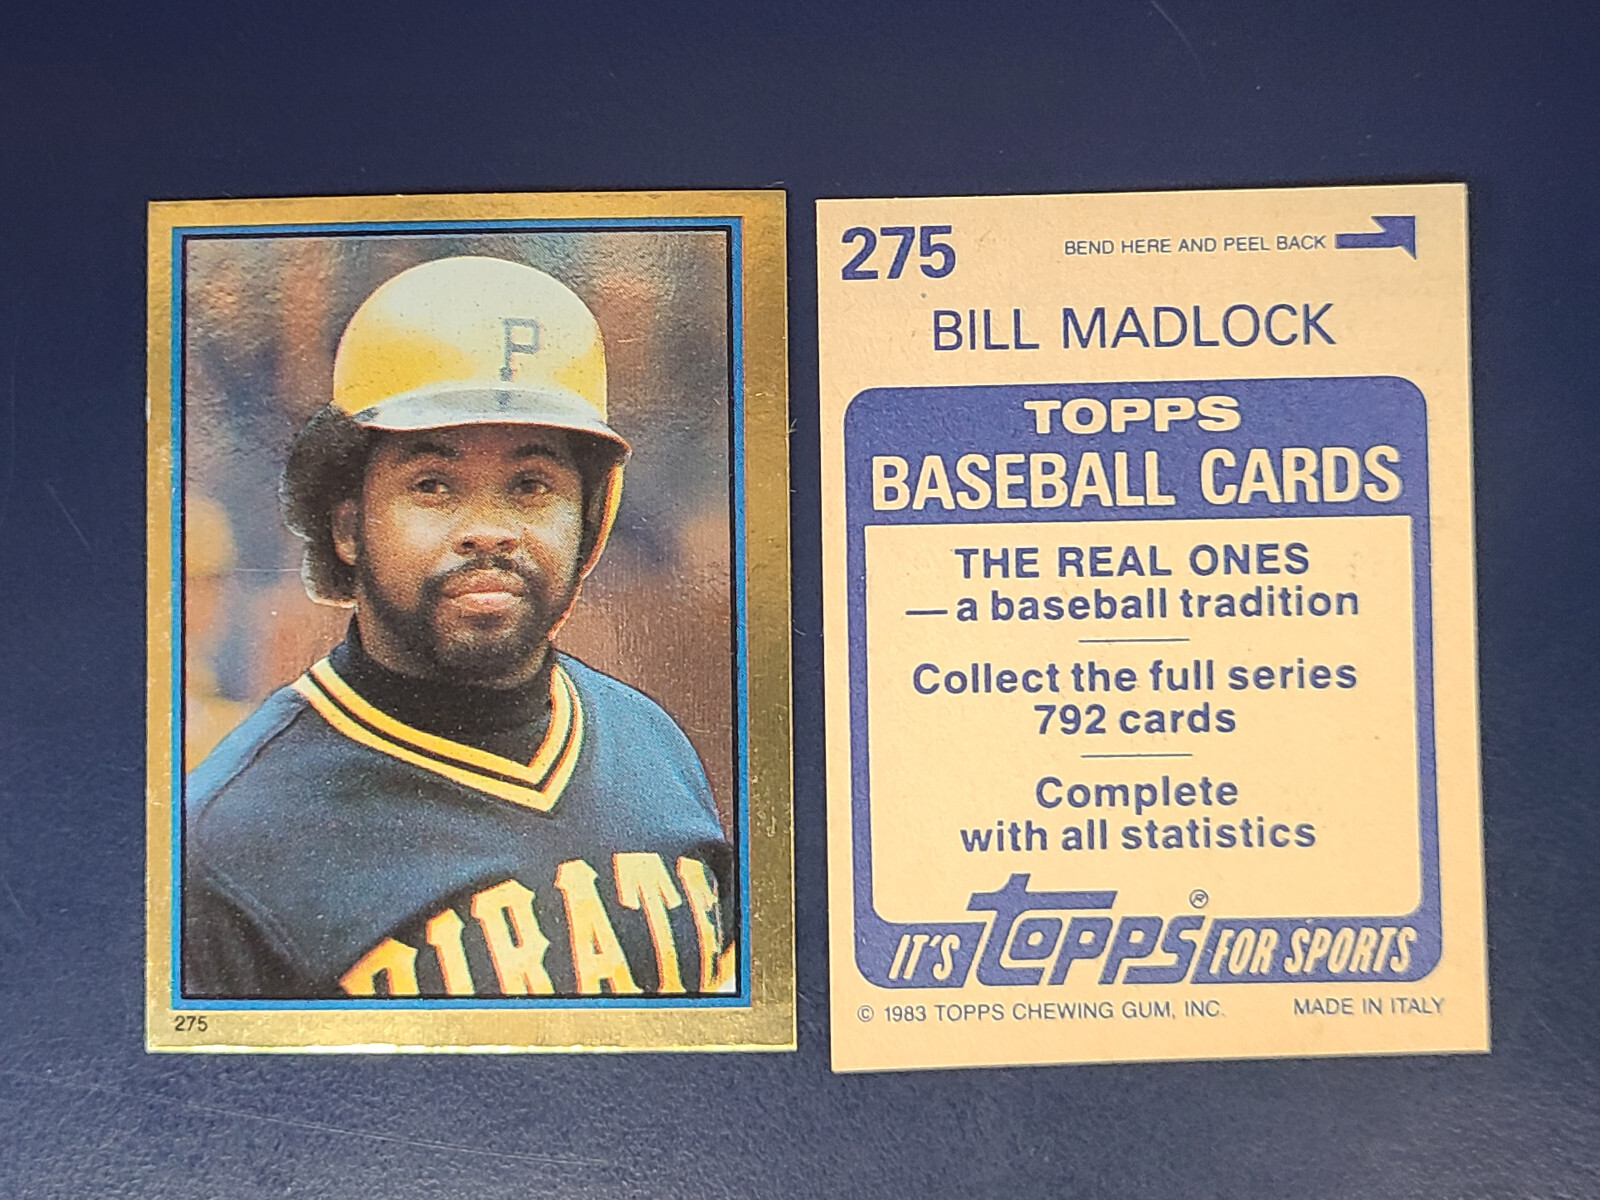 P
PIRATE
275
275
BEND HERE AND PEEL BACK
BILL MADLOCK
TOPPS
BASEBALL CARDS
THE REAL ONES
— a baseball tradition
Collect the full series
792 cards
Complete
with all statistics
IT'S Topps® FOR SPORTS
© 1983 TOPPS CHEWING GUM, INC. MADE IN ITALY